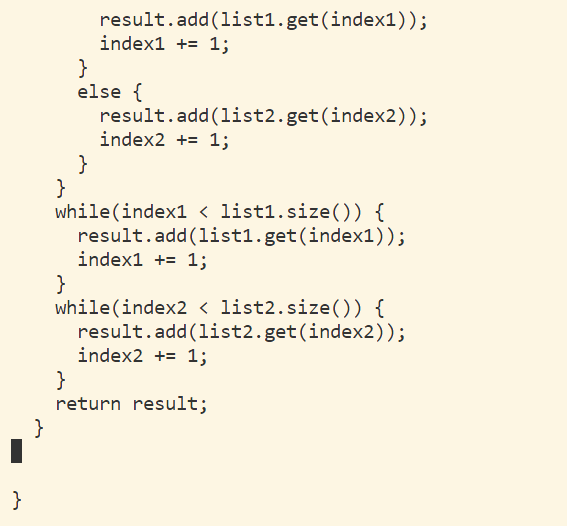 result.add(list1.get(index1));
        index1 += 1;
      }
      else {
        result.add(list2.get(index2));
        index2 += 1;
      }
    }
    while(index1 < list1.size()) {
      result.add(list1.get(index1));
      index1 += 1;
    }
    while(index2 < list2.size()) {
      result.add(list2.get(index2));
      index2 += 1;
    }
    return result;
  }
}